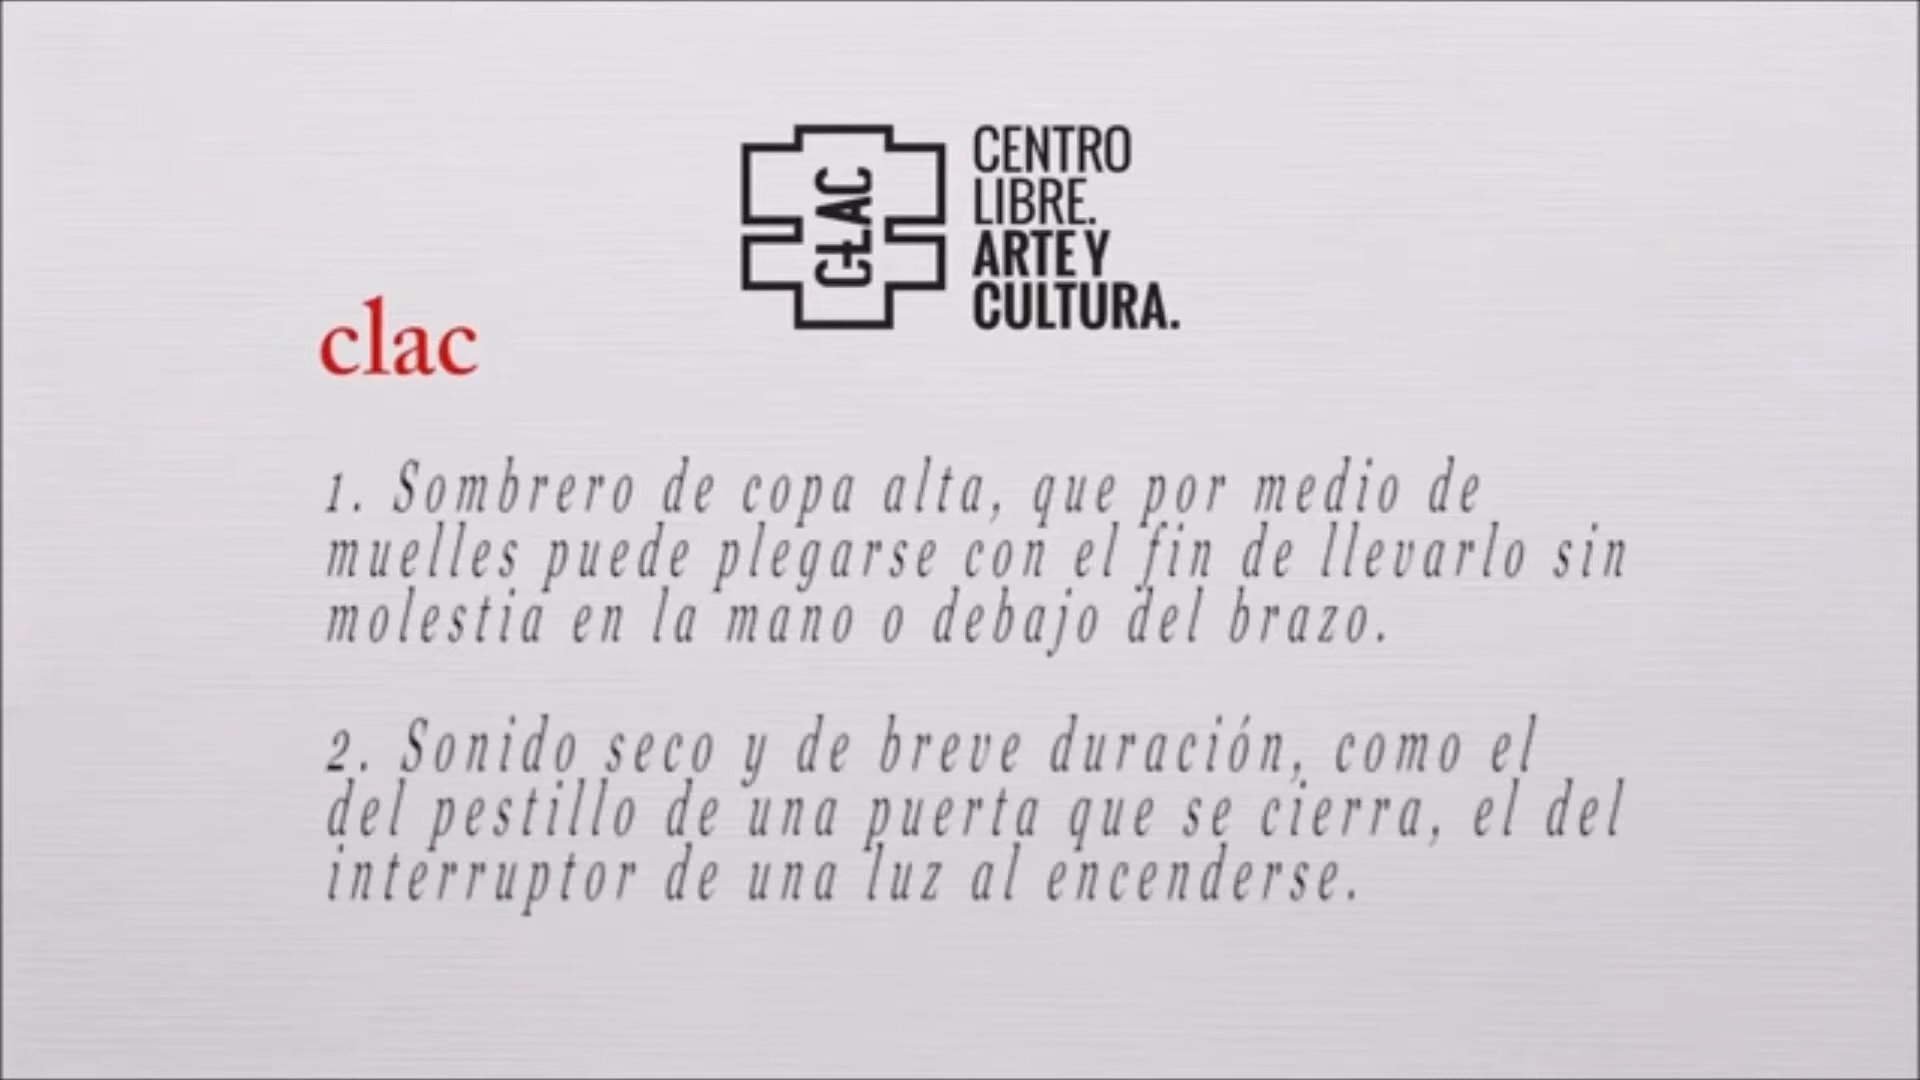 CLAC
CENTRO
LIBRE.
ARTE Y
CULTURA.
clac
1. Sombrero de copa alta, que por medio de
muelles puede plegarse con el fin de llevarlo sin
molestia en la mano o debajo del brazo.
2. Sonido seco y de breve duración, como el
del pestillo de una puerta que se cierra, el del
interruptor de una luz al encenderse.